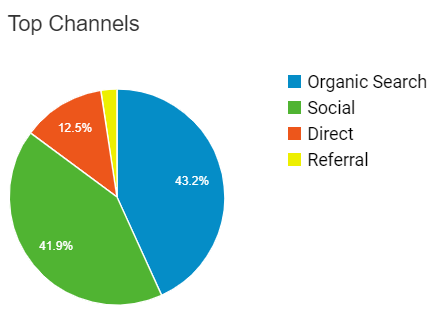 Top Channels
Organic Search
Social
Direct
Referral
12.5%
43.2%
41.9%